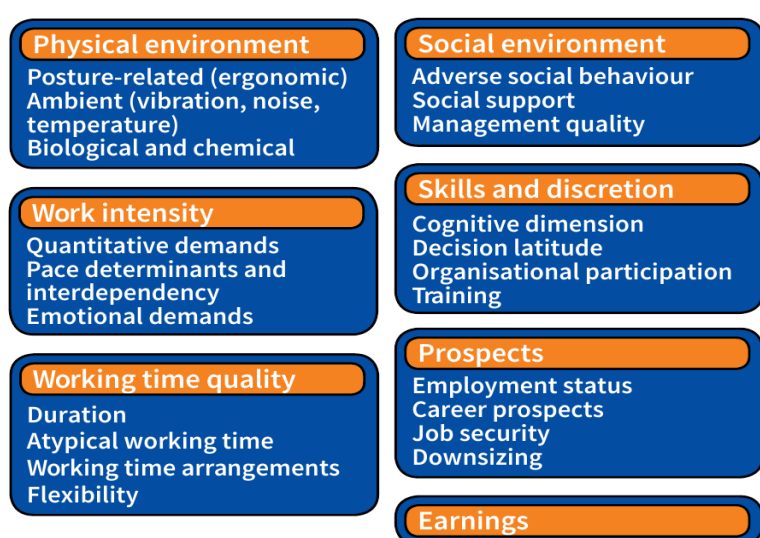 Physical environment
Posture-related (ergonomic)
Ambient (vibration, noise,
temperature)
Biological and chemical
Work intensity
Quantitative demands
Pace determinants and
interdependency
Emotional demands
Working time quality
Duration
Atypical working time
Working time arrangements
Flexibility
Social environment
Adverse social behaviour
Social support
Management quality
Skills and discretion
Cognitive dimension
Decision latitude
Organisational participation
Training
Prospects
Employment status
Career prospects
Job security
Downsizing
Earnings